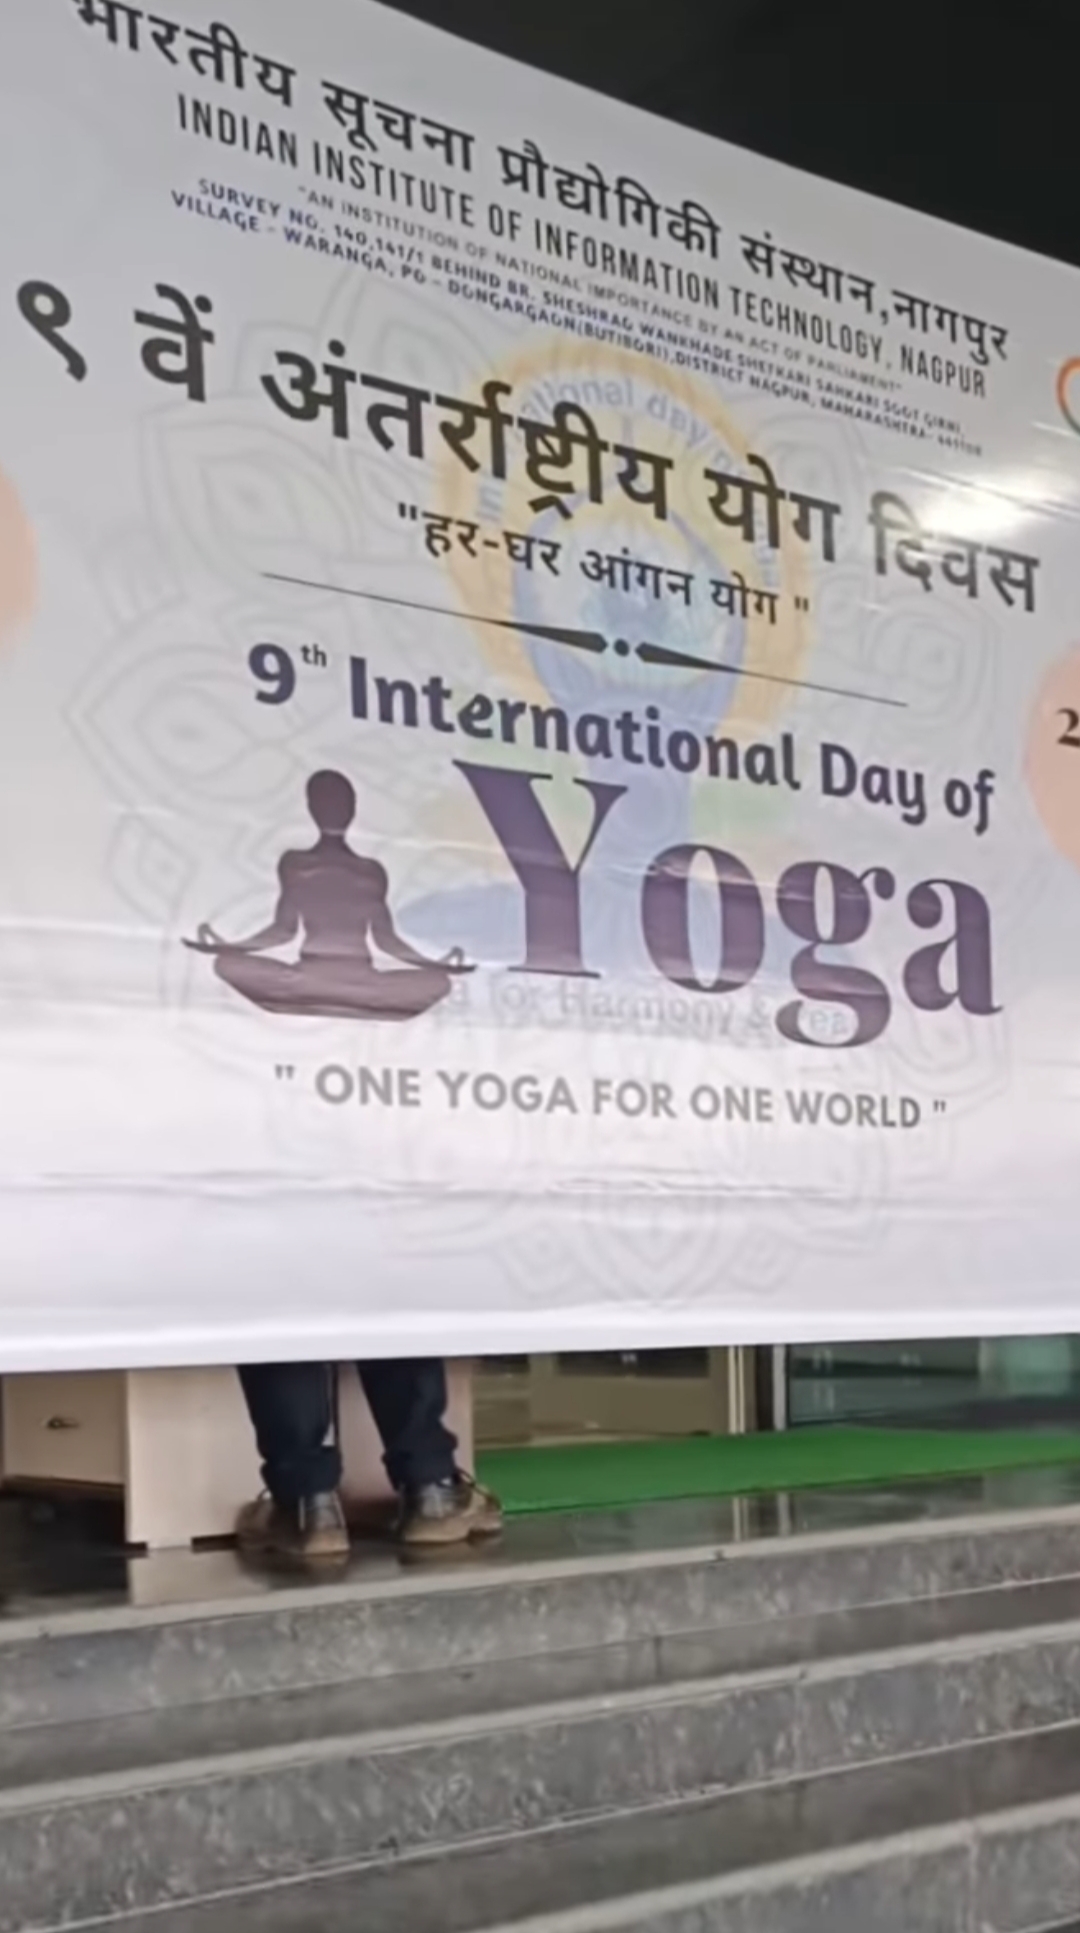 भारतीय सूचना प्रौद्योगिकी संस्थान,नागपुर
INDIAN INSTITUTE OF INFORMATION TECHNOLOGY, NAGPUR
"AN INSTITUTION OF NATIONAL IMPORTANCE BY AN ACT OF PARLIAMENT"
SURVEY NO. 140,141/1 BEHIND BR. SHESHRAO WANKHADE SHETKARI SAHKARI SOOT GIRNI,
VILLAGE - WARANGA, PO - DONGARGAON(BUTIBORI),DISTRICT NAGPUR, MAHARASHTRA-
९ वें अंतर्राष्ट्रीय योग दिवस
"हर-घर आंगन योग "
9th International Day of
Yoga
for Harmony &
" ONE YOGA FOR ONE WORLD "